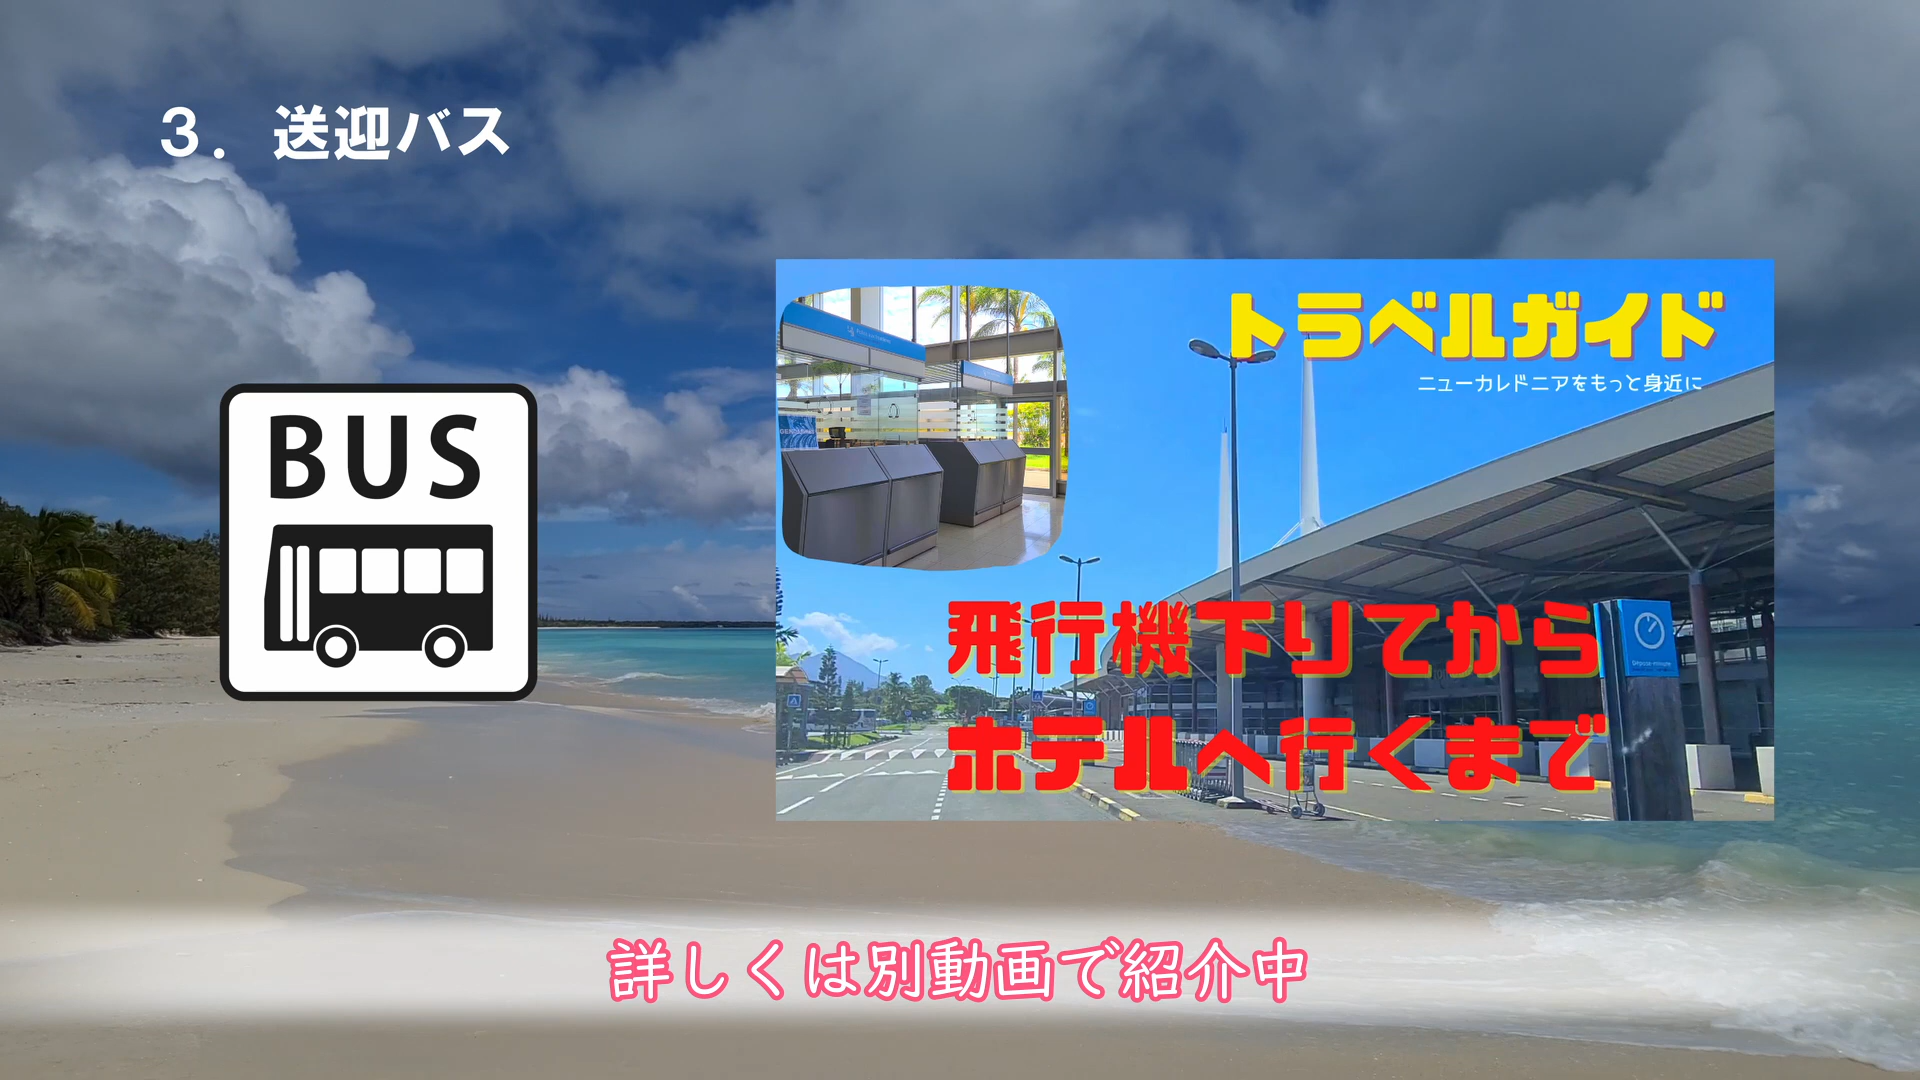 3. 送迎バス
トラベルガイド
ニューカレドニアをもっと身近に
BUS
飛行機下りてから
ホテルへ行くまで
dépose-minute
詳しくは別動画で紹介中